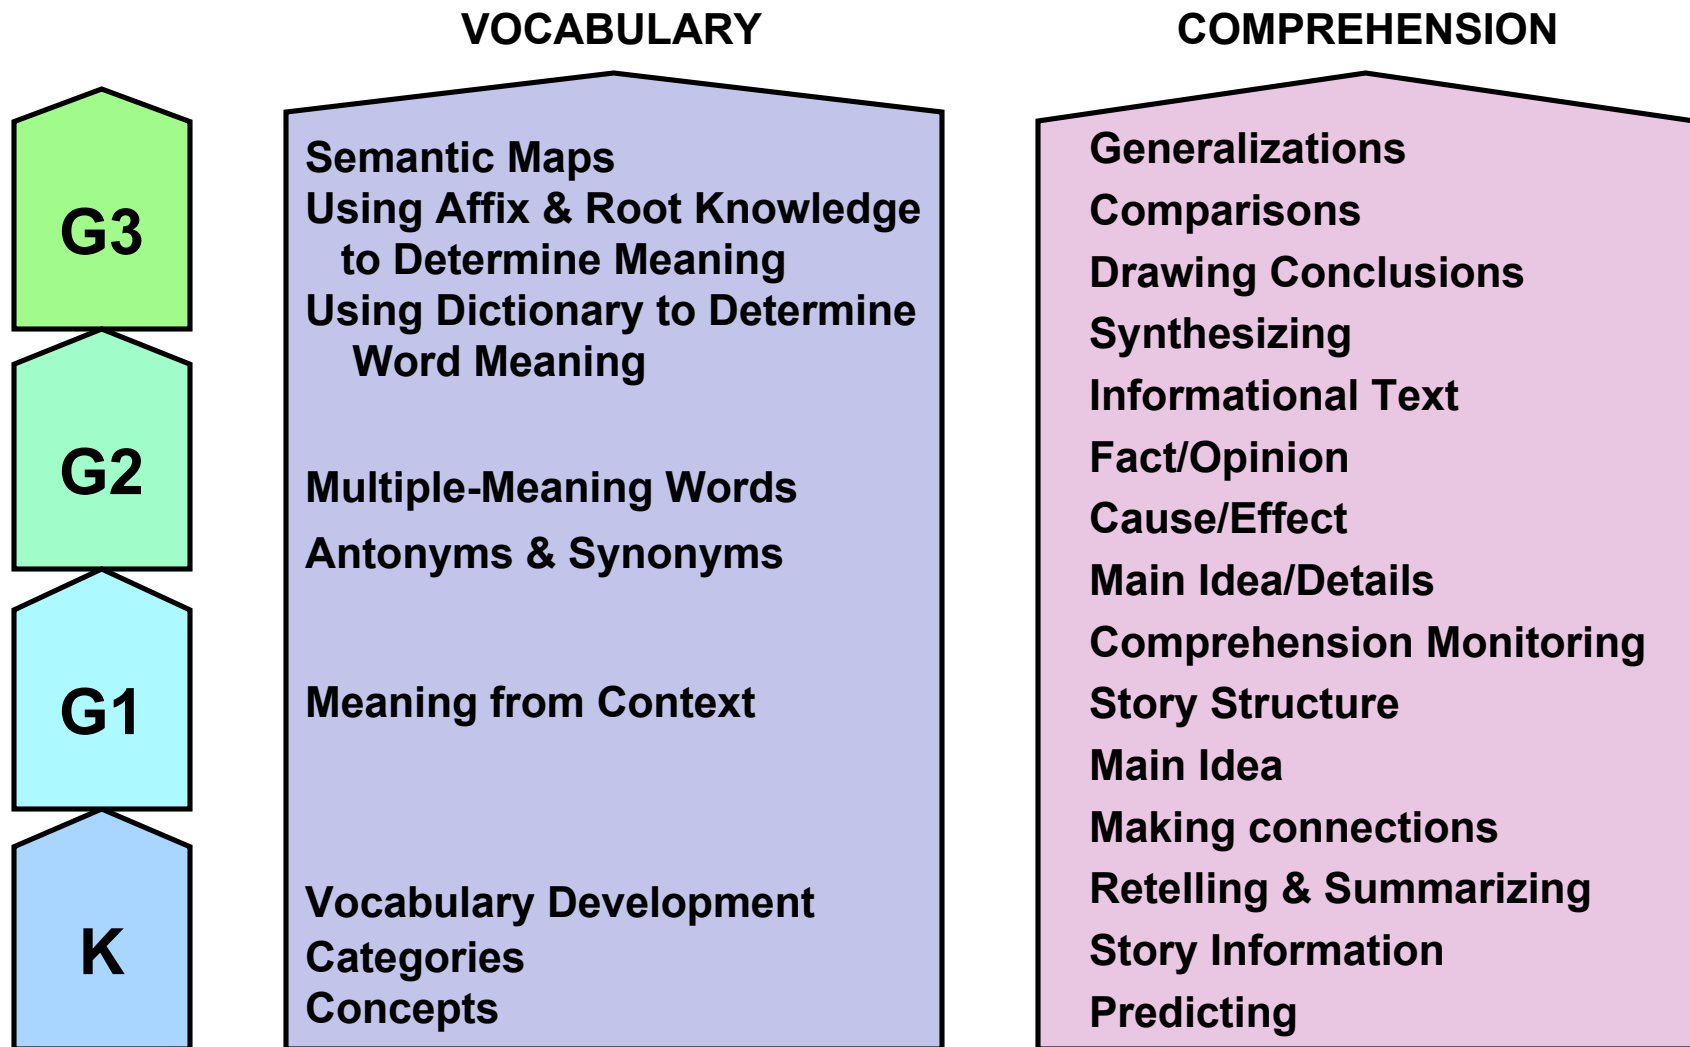 VOCABULARY
COMPREHENSION
G3
G2
G1
K
Semantic Maps
Using Affix & Root Knowledge
to Determine Meaning
Using Dictionary to Determine
Word Meaning
Multiple-Meaning Words
Antonyms & Synonyms
Meaning from Context
Vocabulary Development
Categories
Concepts
Generalizations
Comparisons
Drawing Conclusions
Synthesizing
Informational Text
Fact/Opinion
Cause/Effect
Main Idea/Details
Comprehension Monitoring
Story Structure
Main Idea
Making connections
Retelling & Summarizing
Story Information
Predicting